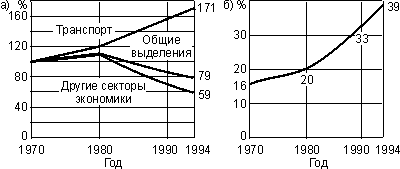 а) %
160
120
80
40
0
Транспорт
Общие
выделения
Другие секторы
экономики
171
79
59
1970 1980 1990 1994
Год
б) %
30
20
16
10
0
20
33
39
1970 1980 1990 1994
Год